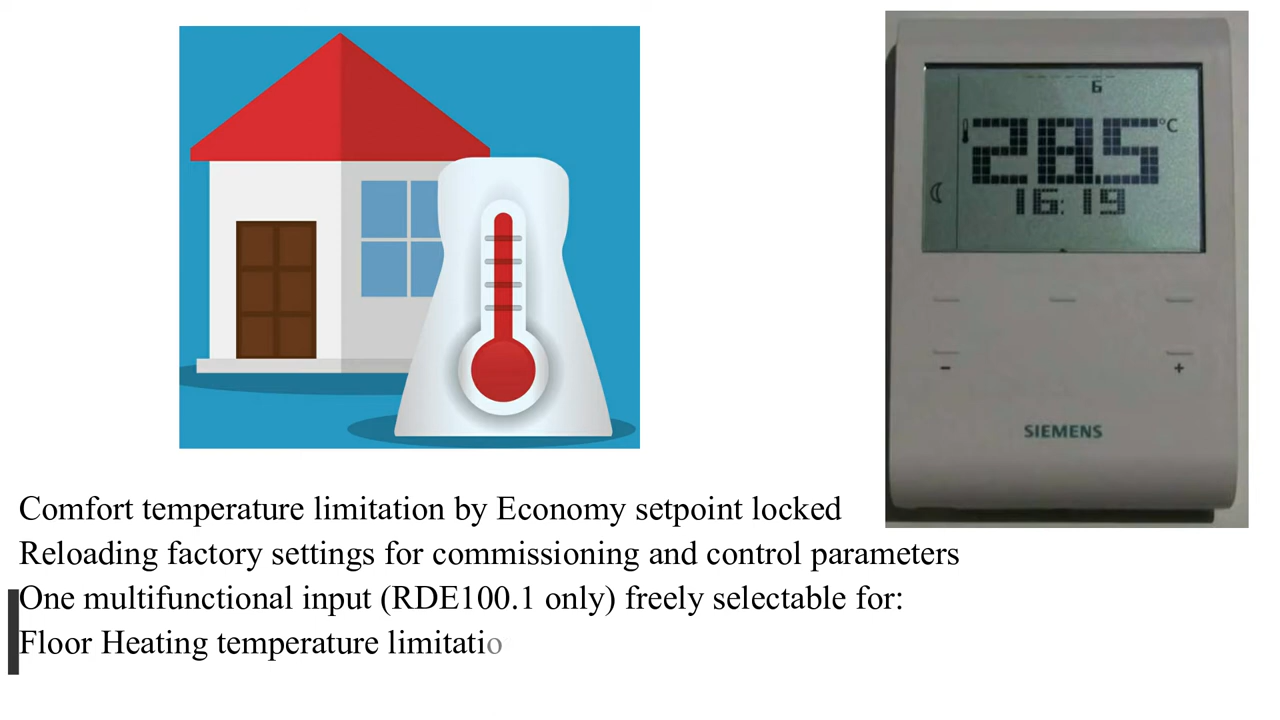 6
28.5 °C
16:19
- +
SIEMENS
Comfort temperature limitation by Economy setpoint locked
Reloading factory settings for commissioning and control parameters
One multifunctional input (RDE100.1 only) freely selectable for:
Floor Heating temperature limitatio